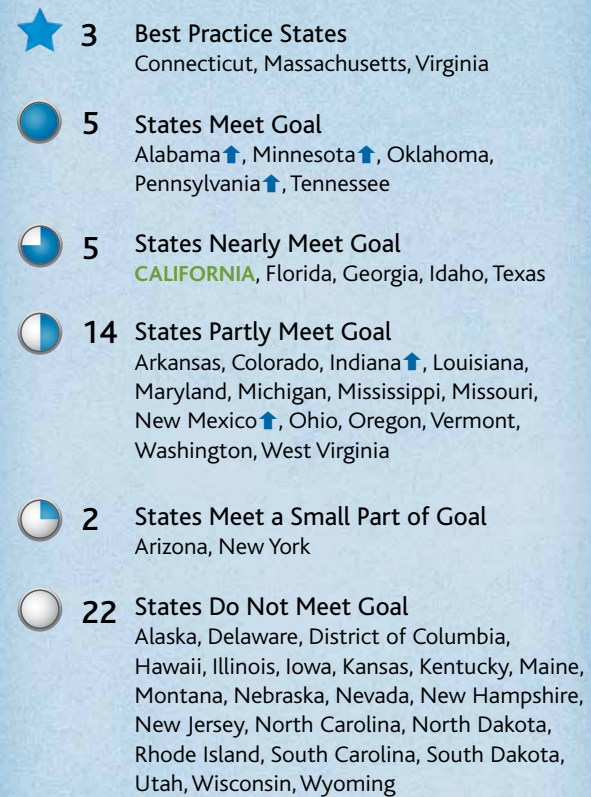 3 Best Practice States
Connecticut, Massachusetts, Virginia
5 States Meet Goal
Alabama⬆, Minnesota⬆, Oklahoma,
Pennsylvania⬆, Tennessee
5 States Nearly Meet Goal
CALIFORNIA, Florida, Georgia, Idaho, Texas
14 States Partly Meet Goal
Arkansas, Colorado, Indiana⬆, Louisiana,
Maryland, Michigan, Mississippi, Missouri,
New Mexico⬆, Ohio, Oregon, Vermont,
Washington, West Virginia
2 States Meet a Small Part of Goal
Arizona, New York
22 States Do Not Meet Goal
Alaska, Delaware, District of Columbia,
Hawaii, Illinois, Iowa, Kansas, Kentucky, Maine,
Montana, Nebraska, Nevada, New Hampshire,
New Jersey, North Carolina, North Dakota,
Rhode Island, South Carolina, South Dakota,
Utah, Wisconsin, Wyoming